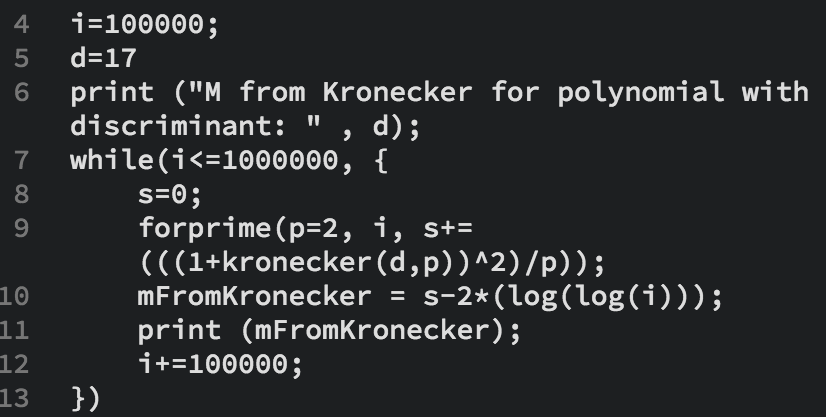 4 i=100000;
5 d=17
6 print ("M from Kronecker for polynomial with
discriminant: " , d);
7 while(i<=1000000, {
8 s=0;
9 forprime(p=2, i, s+=
(((1+kronecker(d,p))^2)/p));
10 mFromKronecker = s-2*(log(log(i)));
11 print (mFromKronecker);
12 i+=100000;
13 })